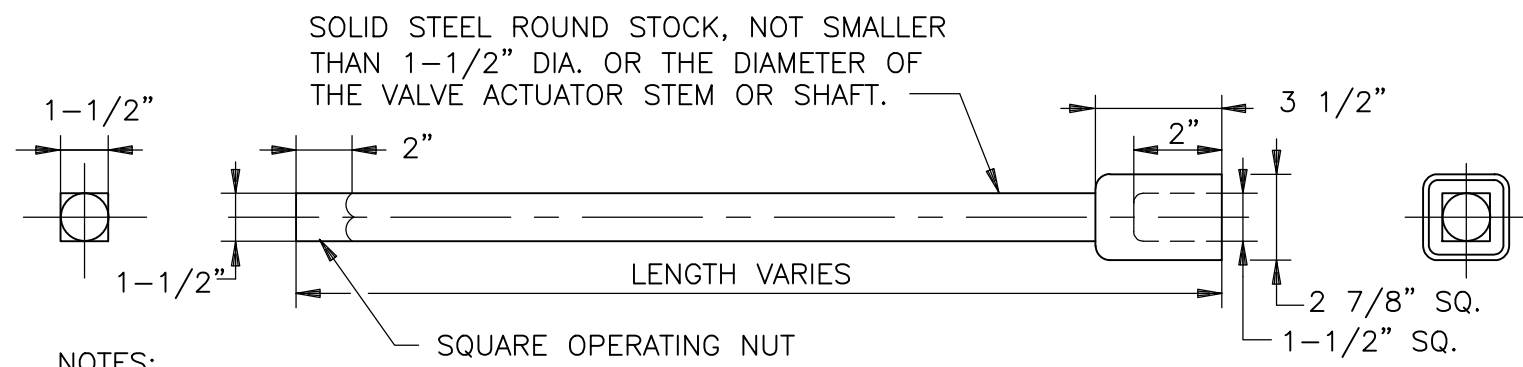 SOLID STEEL ROUND STOCK, NOT SMALLER
THAN 1-1/2" DIA. OR THE DIAMETER OF
THE VALVE ACTUATOR STEM OR SHAFT.
1-1/2"
2"
3 1/2"
2"
1-1/2"
LENGTH VARIES
2 7/8" SQ.
1-1/2" SQ.
SQUARE OPERATING NUT
NOTES: